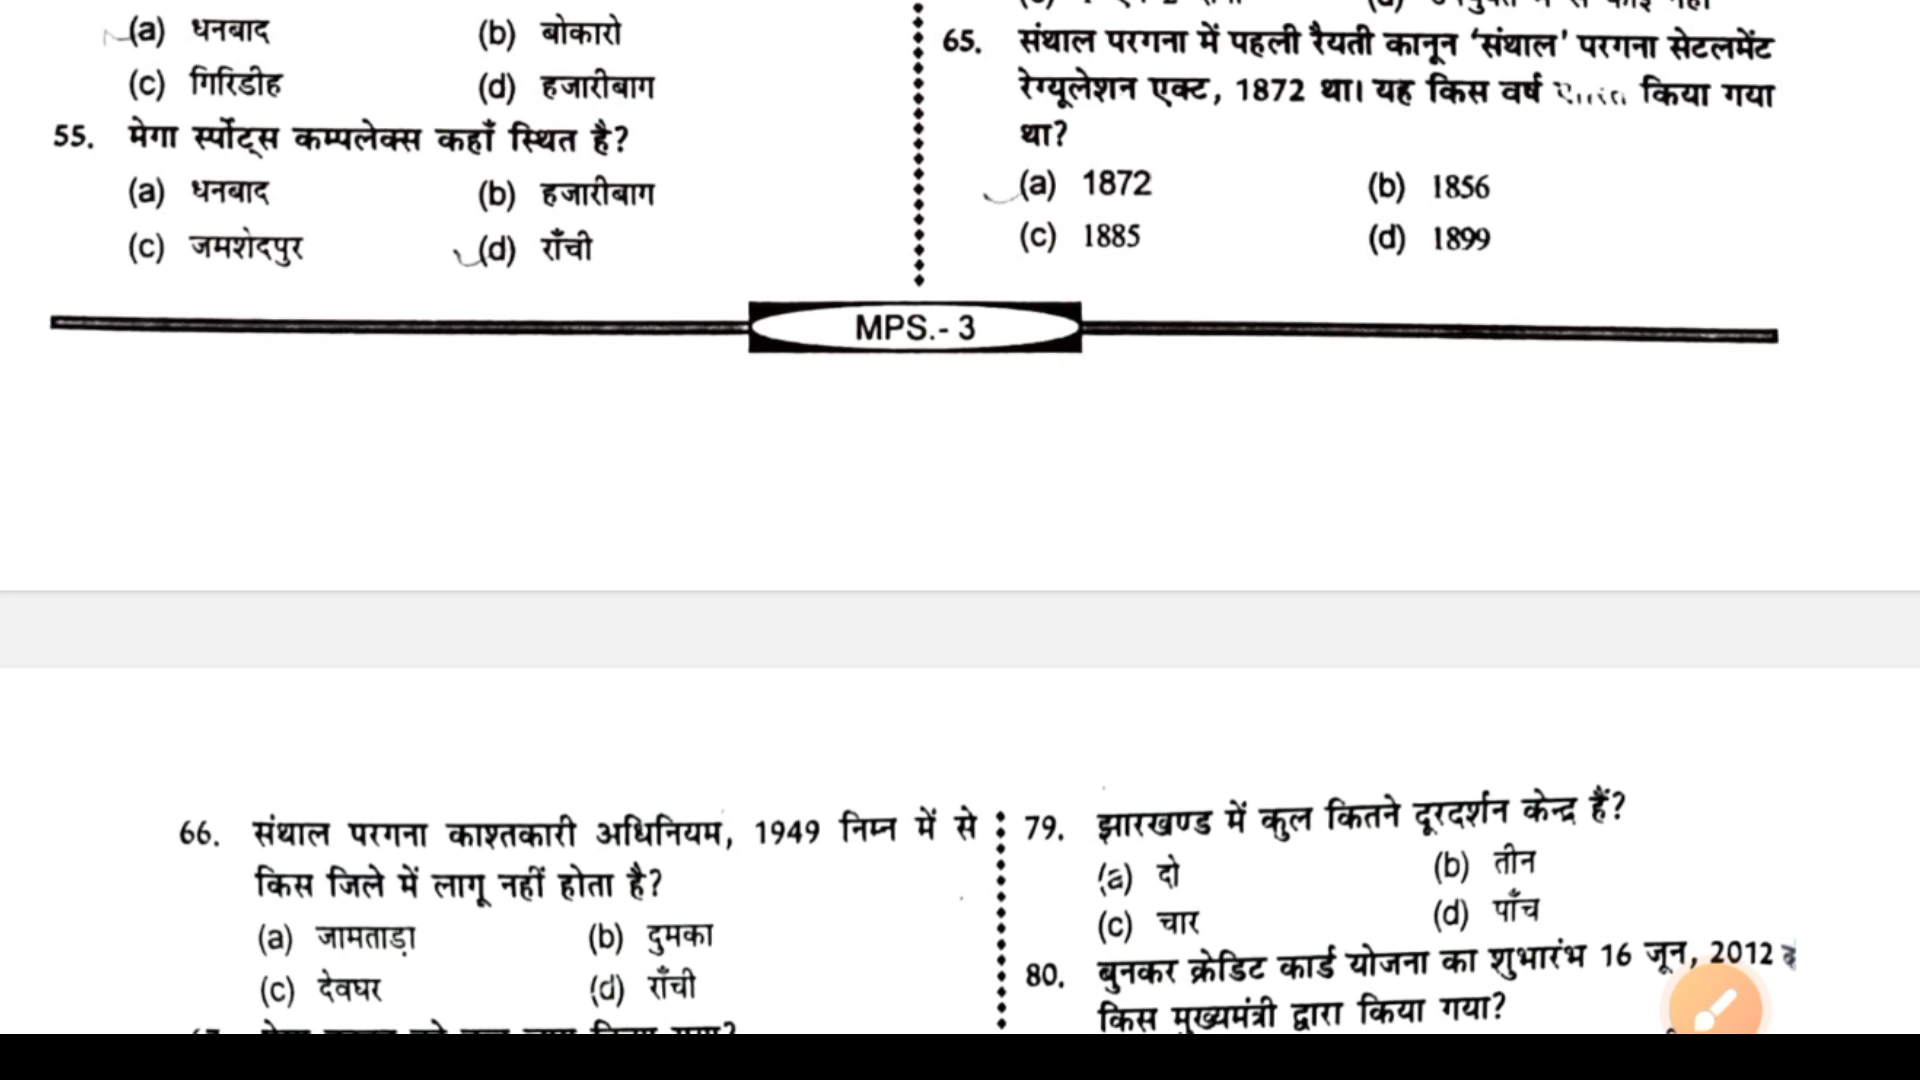 (a) धनबाद (b) बोकारो
(c) गिरिडीह (d) हजारीबाग
55. मेगा स्पोंर्ट्स कम्पलेक्स कहाँ स्थित है?
(a) धनबाद (b) हजारीबाग
(c) जमशेदपुर (d) राँची
65. संथाल परगना में पहली रैयती कानून ‘संथाल’ परगना सेटलमेंट
रेग्यूलेशन एक्ट, 1872 था। यह किस वर्ष किया गया
था?
(a) 1872 (b) 1856
(c) 1885 (d) 1899
MPS.- 3
66. संथाल परगना काश्तकारी अधिनियम, 1949 निम्न में से
किस जिले में लागू नहीं होता है?
(a) जामताड़ा (b) दुमका
(c) देवघर (d) राँची
79. झारखण्ड में कुल कितने दूरदर्शन केन्द्र हैं?
(a) दो (b) तीन
(c) चार (d) पाँच
80. बुनकर क्रेडिट कार्ड योजना का शुभारंभ 16 जून, 2012
किस मुख्यमंत्री द्वारा किया गया?